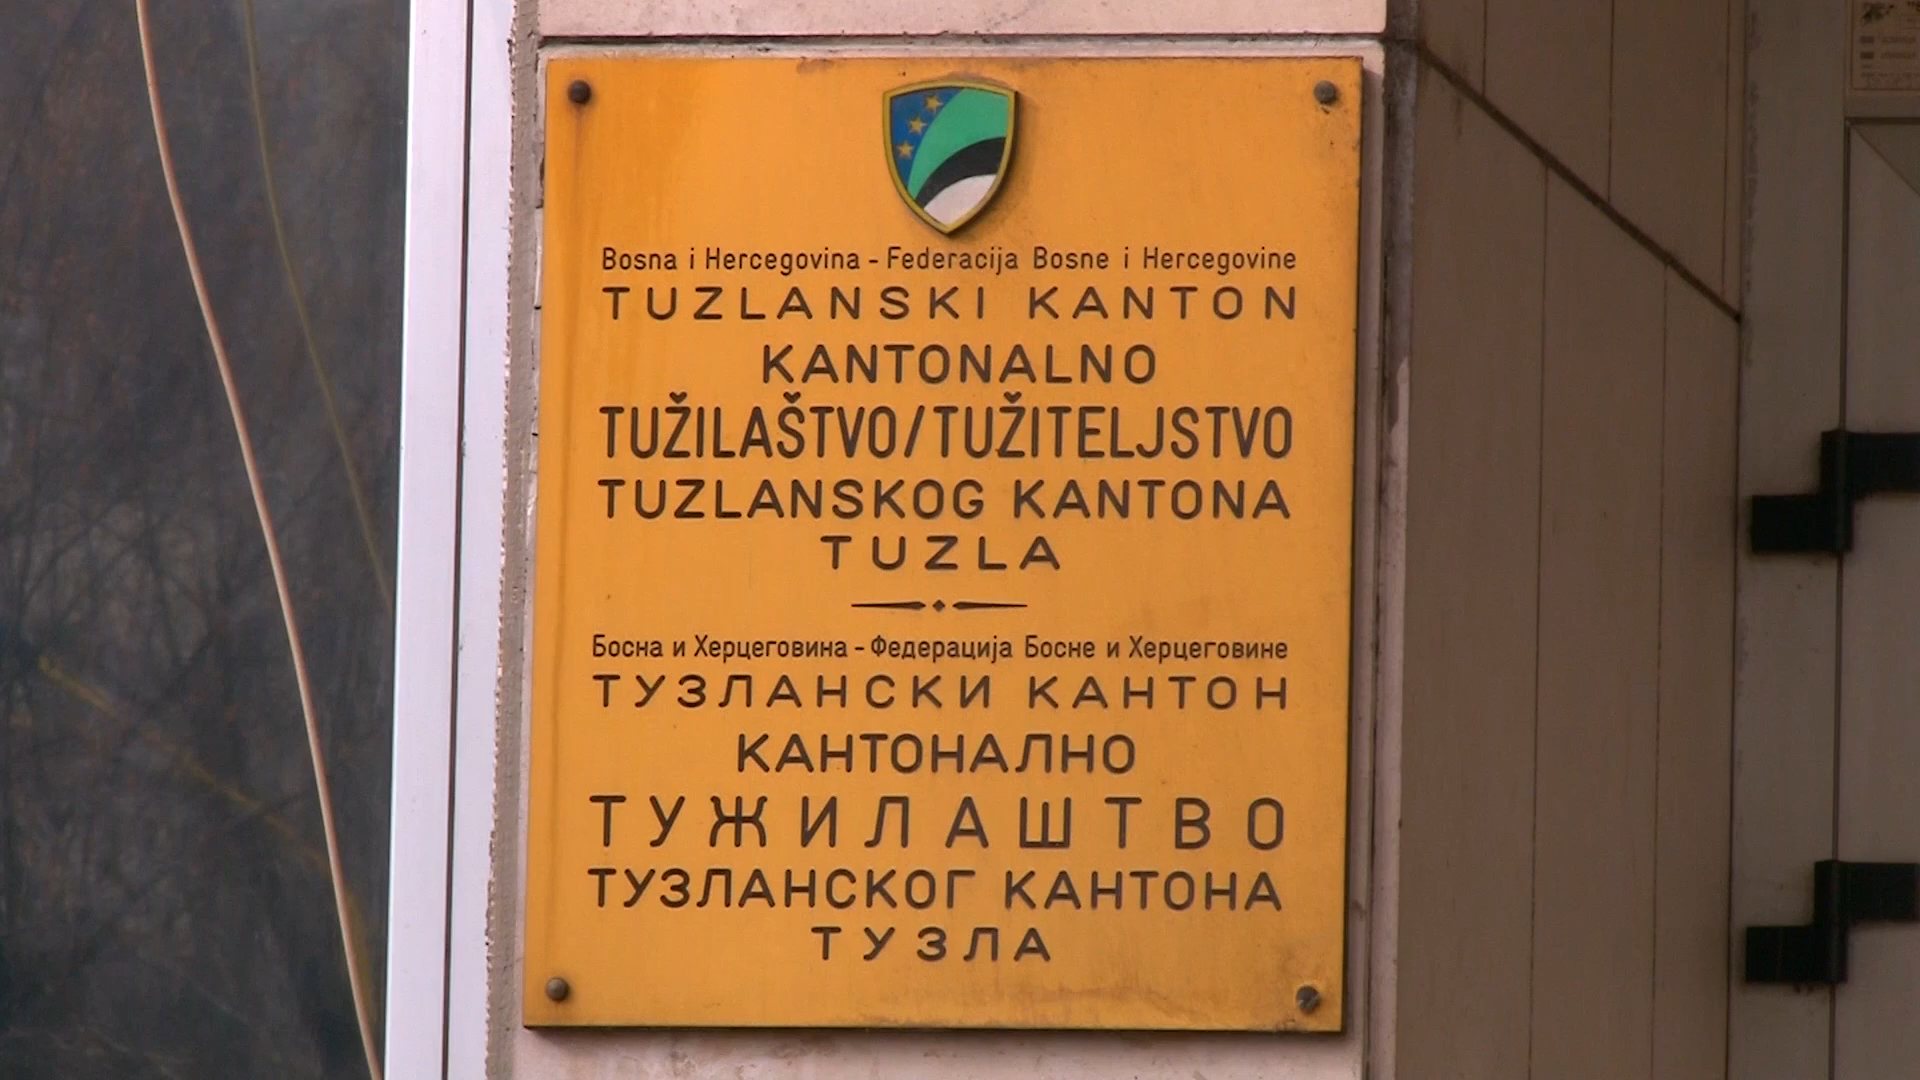 Bosna i Hercegovina - Federacija Bosne i Hercegovine
TUZLANSKI KANTON
KANTONALNO
TUŽILAŠTVO/TUŽITELJSTVO
TUZLANSKOG KANTONA
TUZLA
Босна и Херцеговина - Федерација Босне и Херцеговине
ТУЗЛАНСКИ КАНТОН
КАНТОНАЛНО
ТУЖИЛАШТВО
ТУЗЛАНСКОГ КАНТОНА
ТУЗЛА